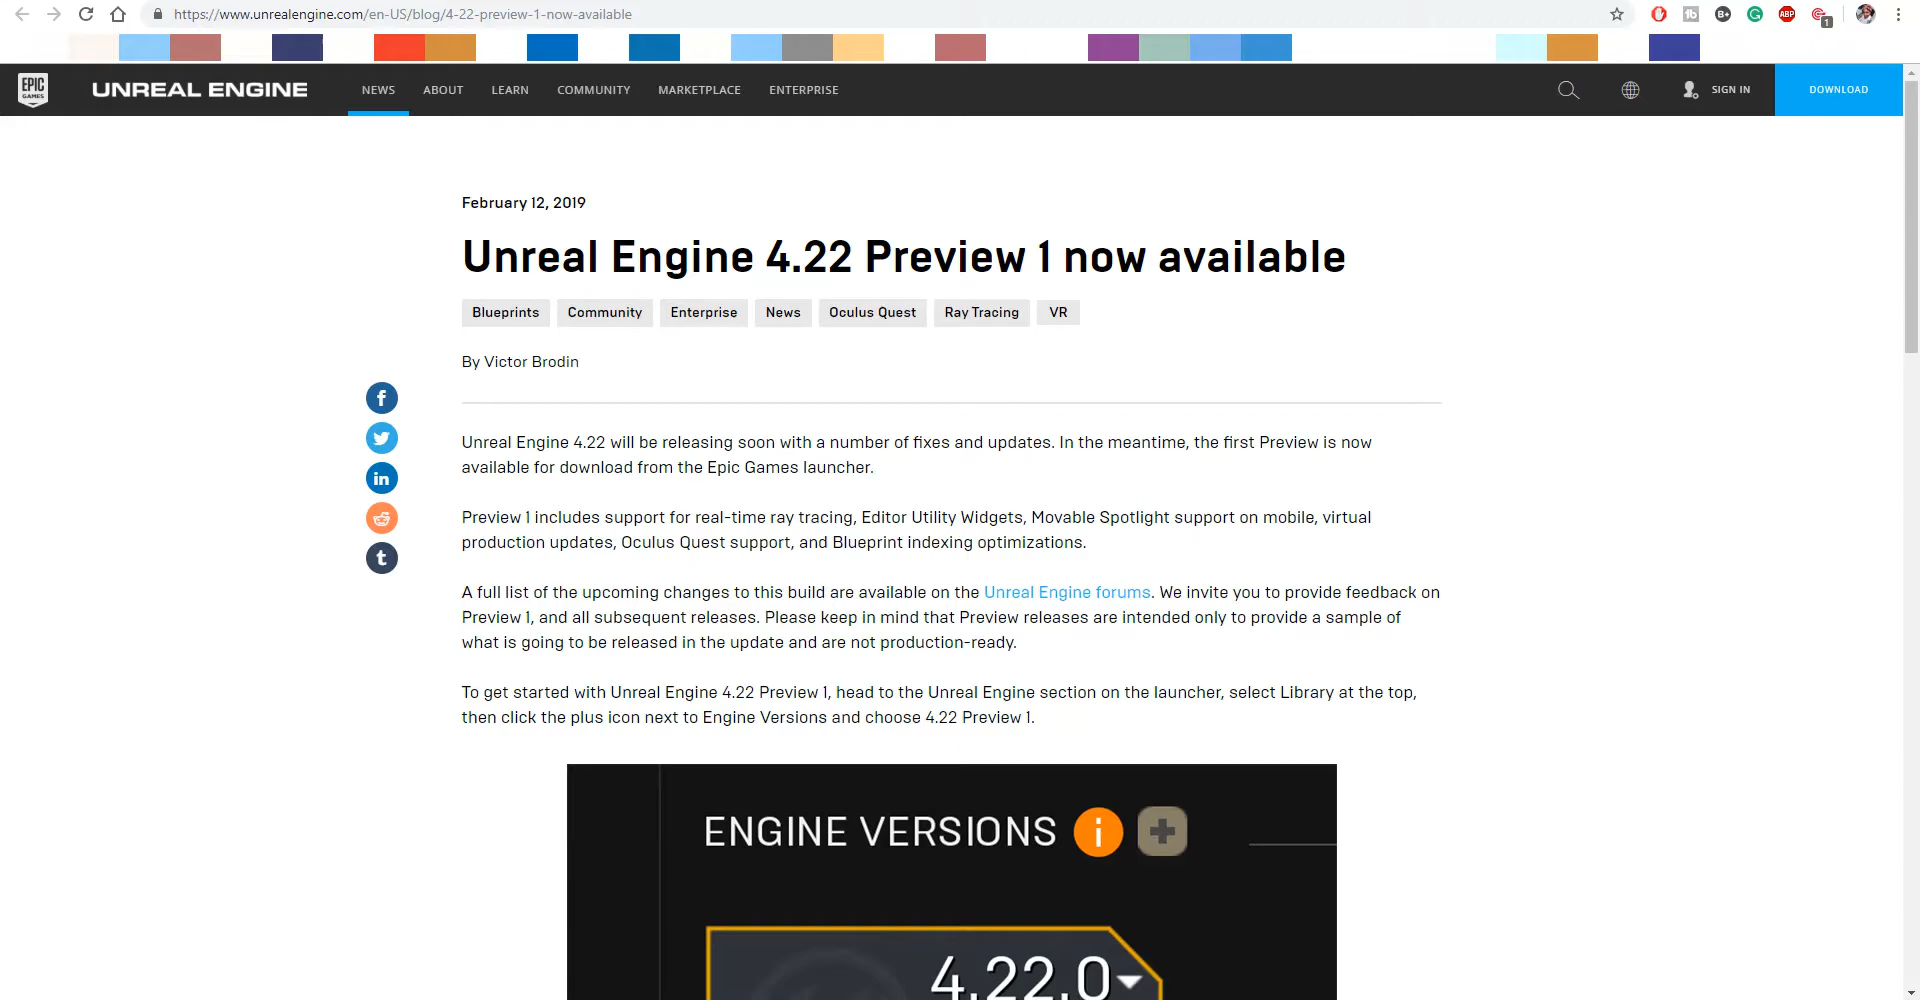 https://www.unrealengine.com/en-US/blog/4-22-preview-1-now-available
ABP
1
EPIC
GAMES
UNREAL ENGINE
NEWS
ABOUT
LEARN
COMMUNITY
MARKETPLACE
ENTERPRISE
SIGN IN
DOWNLOAD
February 12, 2019
Unreal Engine 4.22 Preview 1 now available
Blueprints
Community
Enterprise
News
Oculus Quest
Ray Tracing
VR
By Victor Brodin
Unreal Engine 4.22 will be releasing soon with a number of fixes and updates. In the meantime, the first Preview is now
available for download from the Epic Games launcher.
Preview 1 includes support for real-time ray tracing, Editor Utility Widgets, Movable Spotlight support on mobile, virtual
production updates, Oculus Quest support, and Blueprint indexing optimizations.
A full list of the upcoming changes to this build are available on the Unreal Engine forums. We invite you to provide feedback on
Preview 1, and all subsequent releases. Please keep in mind that Preview releases are intended only to provide a sample of
what is going to be released in the update and are not production-ready.
To get started with Unreal Engine 4.22 Preview 1, head to the Unreal Engine section on the launcher, select Library at the top,
then click the plus icon next to Engine Versions and choose 4.22 Preview 1.
ENGINE VERSIONS
4.22.0